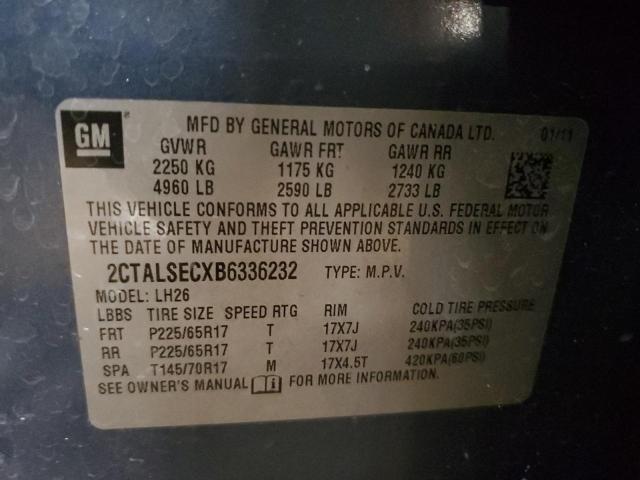 GM MFD BY GENERAL MOTORS OF CANADA LTD. 01/11
GVWR GAWR FRT GAWR RR
2250 KG 1175 KG 1240 KG
4960 LB 2590 LB 2733 LB
THIS VEHICLE CONFORMS TO ALL APPLICABLE U.S. FEDERAL MOTOR
VEHICLE SAFETY AND THEFT PREVENTION STANDARDS IN EFFECT ON
THE DATE OF MANUFACTURE SHOWN ABOVE.
2CTALSECXB6336232 TYPE: M.P.V.
MODEL: LH26
LBBS TIRE SIZE SPEED RTG RIM COLD TIRE PRESSURE
FRT P225/65R17 T 17X7J 240KPA(35PSI)
RR P225/65R17 T 17X7J 240KPA(35PSI)
SPA T145/70R17 M 17X4.5T 420KPA(60PSI)
SEE OWNER'S MANUAL FOR MORE INFORMATION.